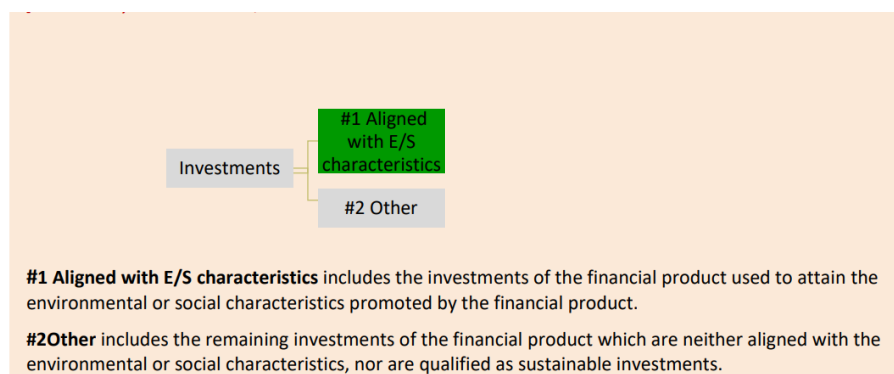 #1 Aligned
with E/S
characteristics
Investments
#2 Other
#1 Aligned with E/S characteristics includes the investments of the financial product used to attain the
environmental or social characteristics promoted by the financial product.
#2Other includes the remaining investments of the financial product which are neither aligned with the
environmental or social characteristics, nor are qualified as sustainable investments.